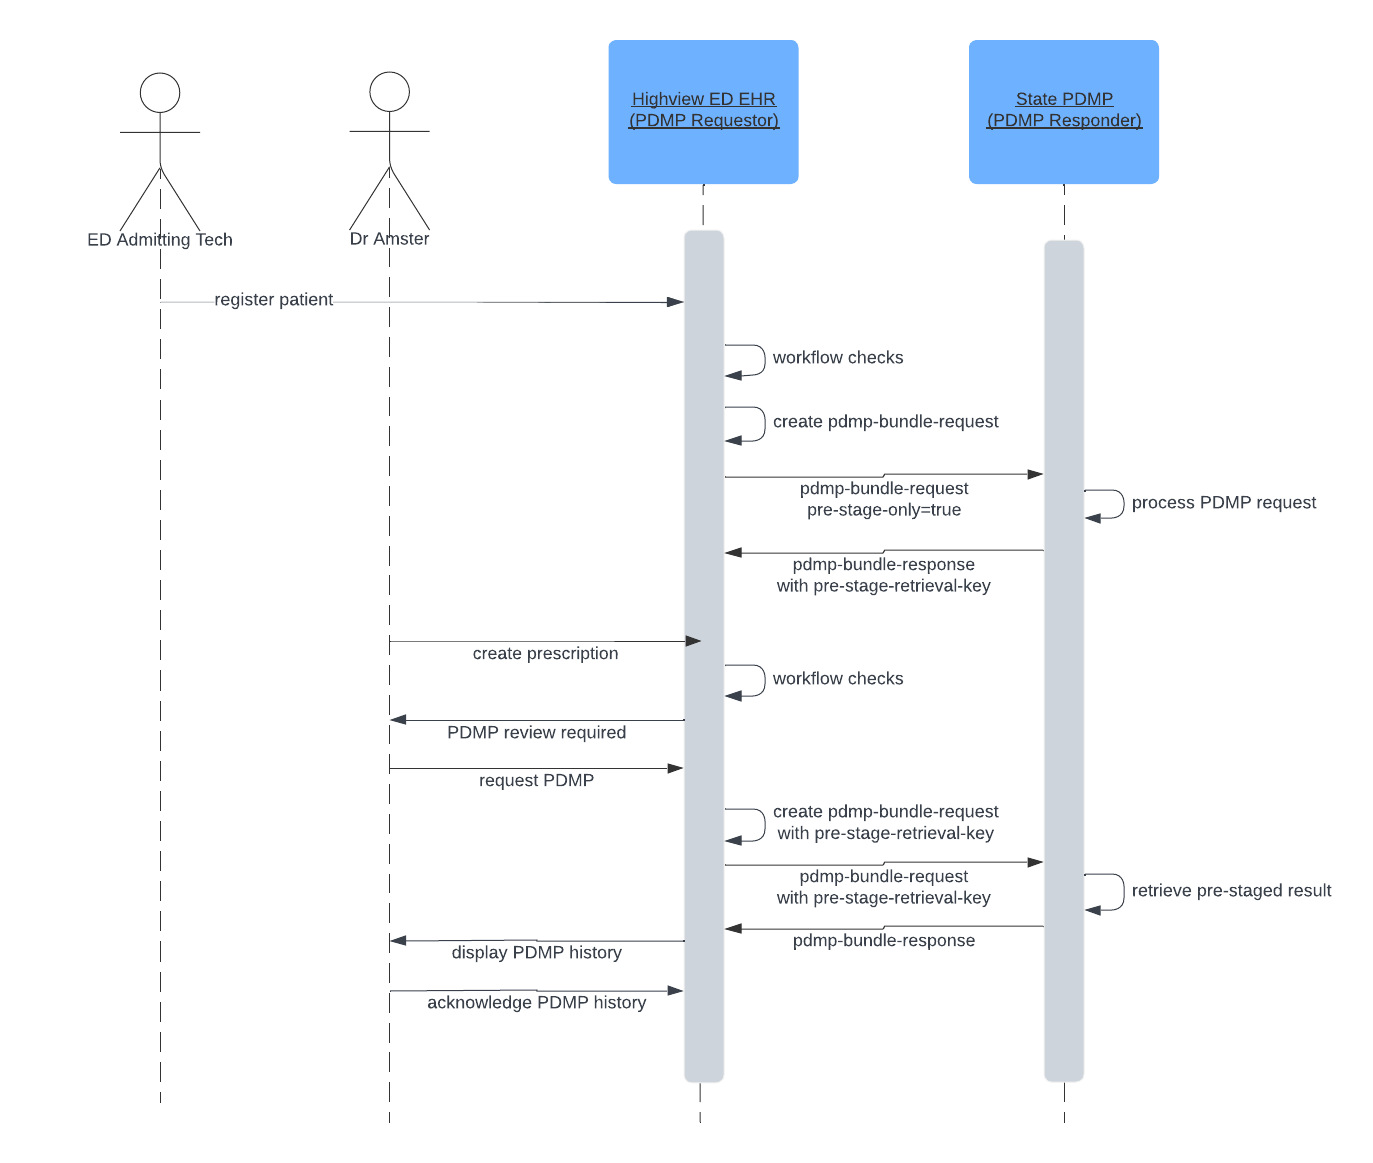 Highview ED EHR
(PDMP Requestor)
State PDMP
(PDMP Responder)
ED Admitting Tech
Dr Amster
register patient
workflow checks
create pdmp-bundle-request
pdmp-bundle-request
pre-stage-only=true
process PDMP request
pdmp-bundle-response
with pre-stage-retrieval-key
create prescription
workflow checks
PDMP review required
request PDMP
create pdmp-bundle-request
with pre-stage-retrieval-key
pdmp-bundle-request
with pre-stage-retrieval-key
retrieve pre-staged result
pdmp-bundle-response
display PDMP history
acknowledge PDMP history